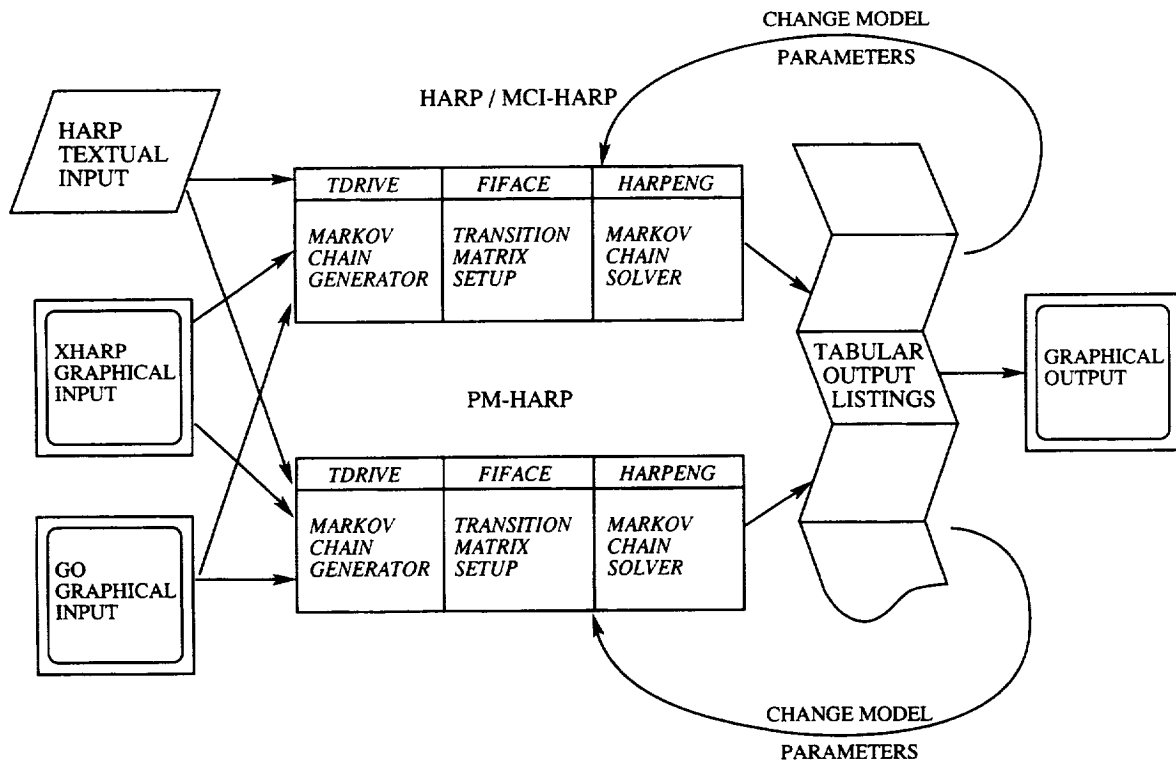 CHANGE MODEL
PARAMETERS
HARP / MCI-HARP
HARP
TEXTUAL
INPUT
TDRIVE FIFACE HARPENG
MARKOV TRANSITION MARKOV
CHAIN MATRIX CHAIN
GENERATOR SETUP SOLVER
XHARP
GRAPHICAL
INPUT
TABULAR
OUTPUT
LISTINGS
GRAPHICAL
OUTPUT
PM-HARP
TDRIVE FIFACE HARPENG
MARKOV TRANSITION MARKOV
CHAIN MATRIX CHAIN
GENERATOR SETUP SOLVER
GO
GRAPHICAL
INPUT
CHANGE MODEL
PARAMETERS